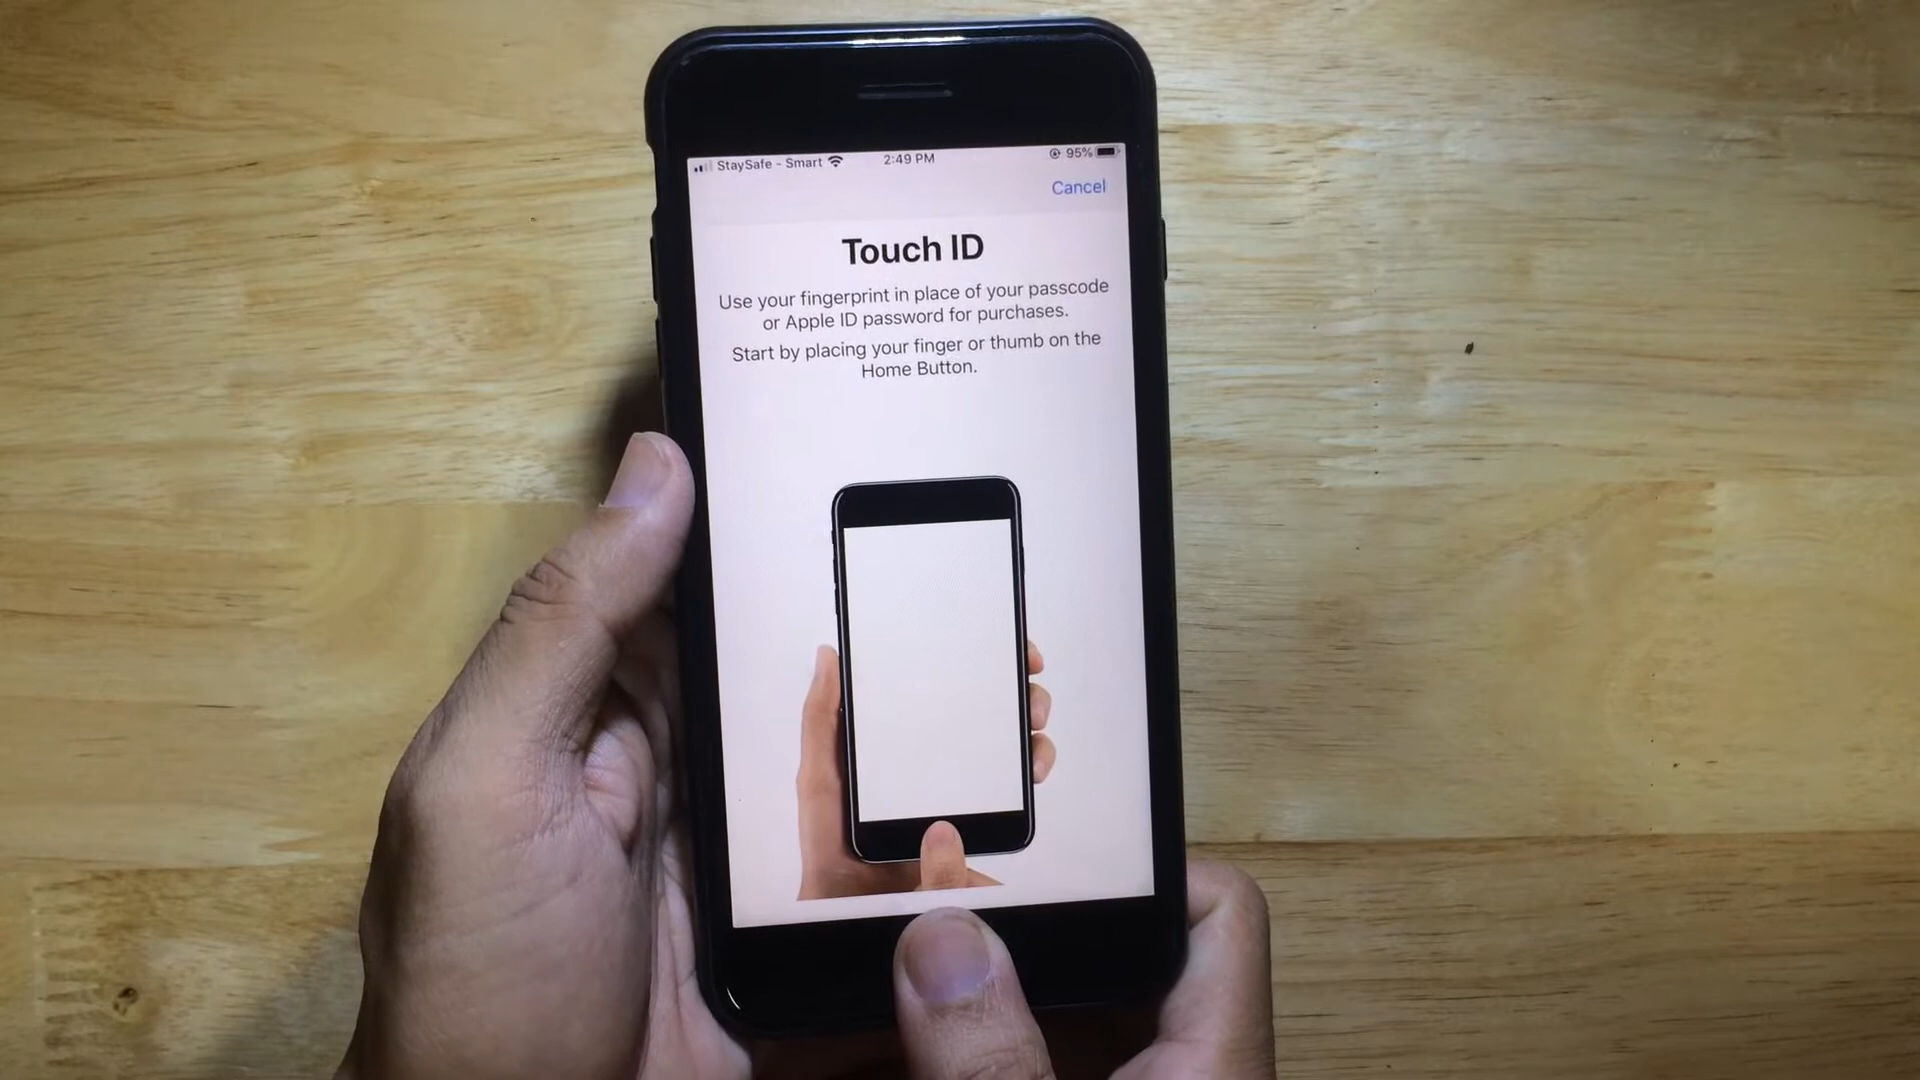 StaySafe - Smart 2:49 PM 95%
Cancel
Touch ID
Use your fingerprint in place of your passcode
or Apple ID password for purchases.
Start by placing your finger or thumb on the
Home Button.